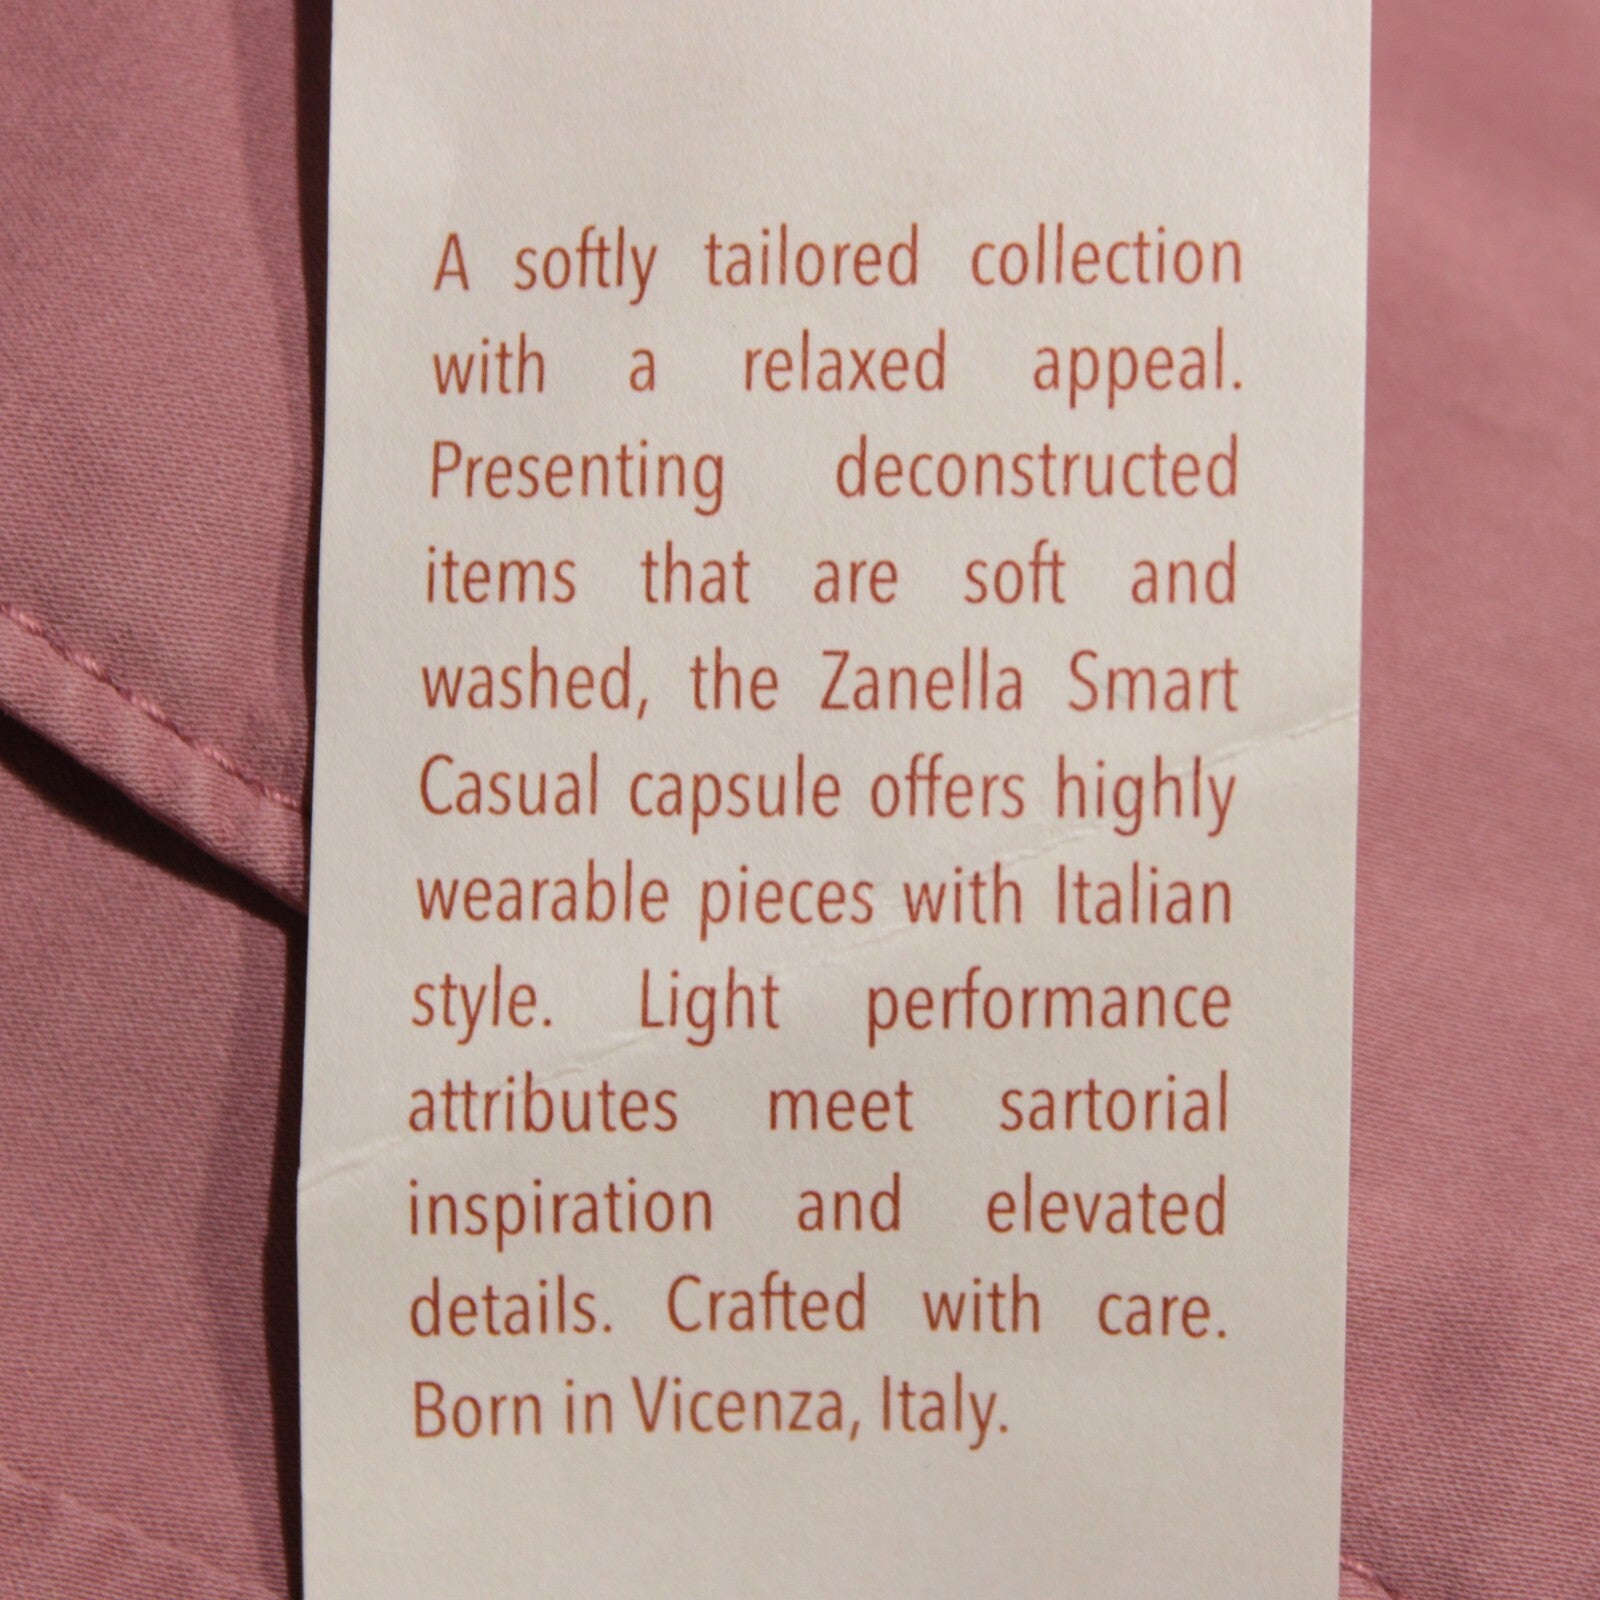 A softly tailored collection
with a relaxed appeal.
Presenting deconstructed
items that are soft and
washed, the Zanella Smart
Casual capsule offers highly
wearable pieces with Italian
style. Light performance
attributes meet sartorial
inspiration and elevated
details. Crafted with care.
Born in Vicenza, Italy.